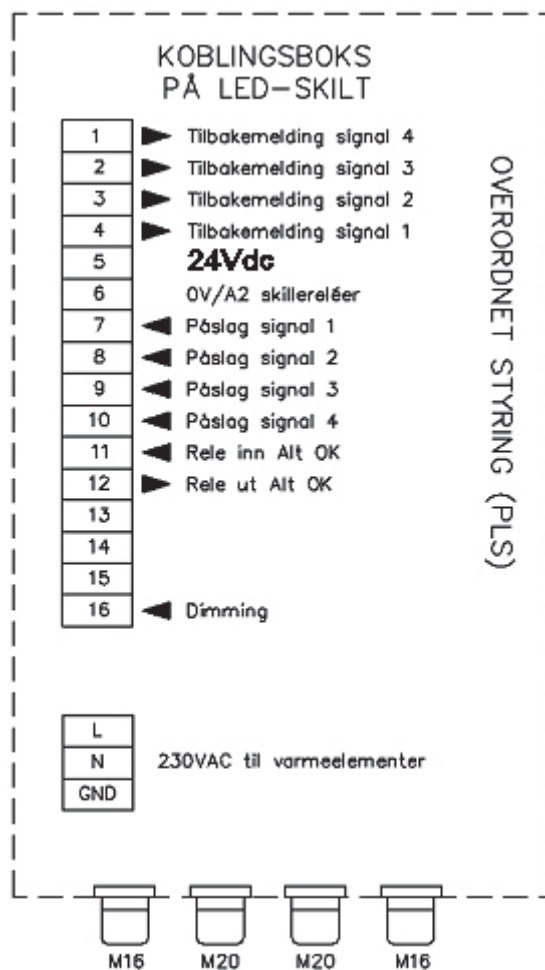 KOBLINGSBOKS
PÅ LED-SKILT
1 Tilbakemelding signal 4
2 Tilbakemelding signal 3
3 Tilbakemelding signal 2
4 Tilbakemelding signal 1
5 24Vdc
6 0V/A2 skillereléer
7 Påslag signal 1
8 Påslag signal 2
9 Påslag signal 3
10 Påslag signal 4
11 Rele inn Alt OK
12 Rele ut Alt OK
13
14
15
16 Dimming
OVERORDNET STYRING (PLS)
L
N 230VAC til varmeelementer
GND
M16 M20 M20 M16